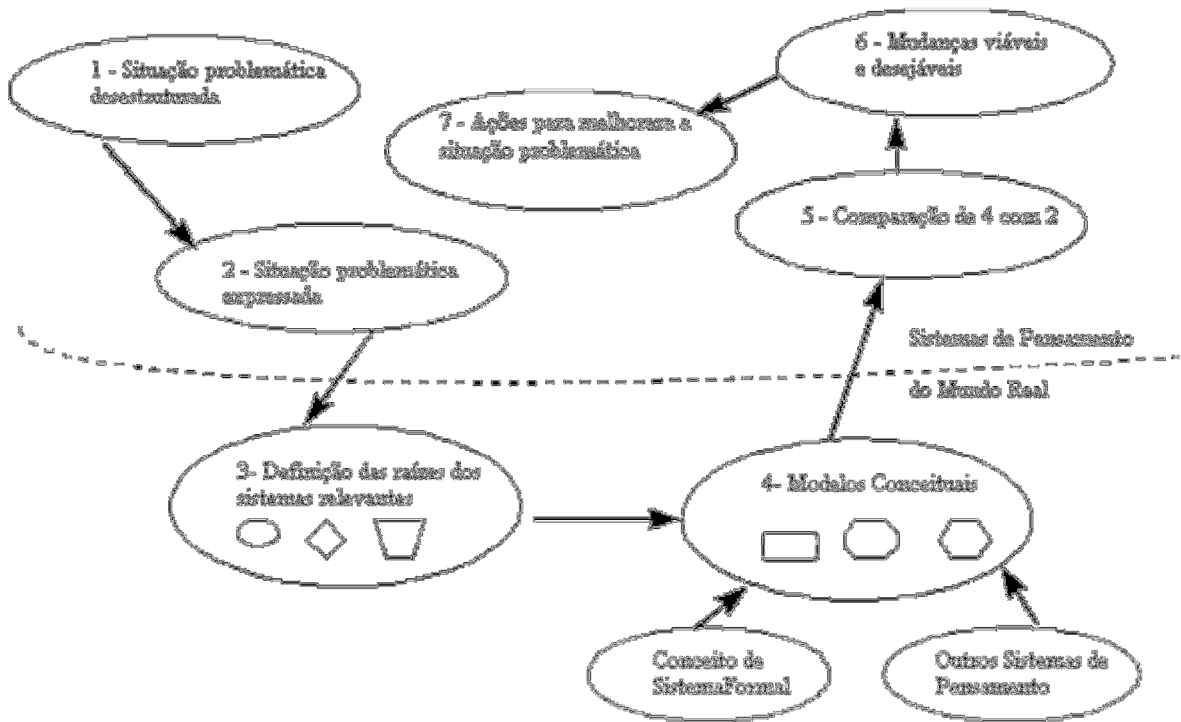 1 - Situação problemática
desestruturada
2 - Situação problemática
expressada
3- Definição das raízes dos
sistemas relevantes
4- Modelos Conceituais
Conceito de
SistemaFormal
Outros Sistemas de
Pensamento
5 - Comparação de 4 com 2
6 - Mudanças viáveis
e desejáveis
7 - Ações para melhorara a
situação problemática
Sistemas de Pensamento
do Mundo Real